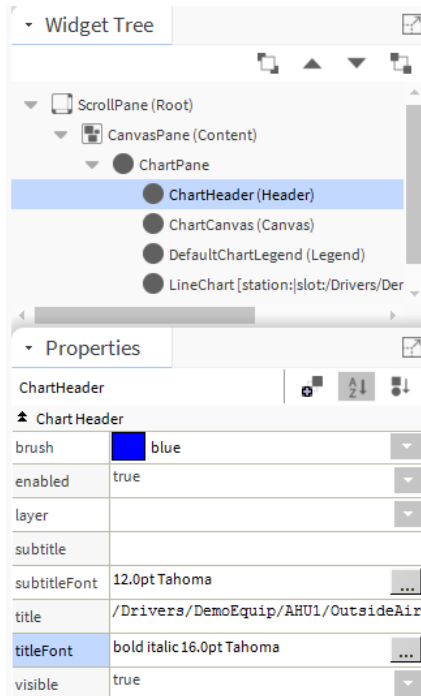 Widget Tree
ScrollPane (Root)
CanvasPane (Content)
ChartPane
ChartHeader (Header)
ChartCanvas (Canvas)
DefaultChartLegend (Legend)
LineChart [station:|slot:/Drivers/Der
Properties
ChartHeader
Chart Header
brush blue
enabled true
layer
subtitle
subtitleFont 12.0pt Tahoma ...
title /Drivers/DemoEquip/AHU1/OutsideAir
titleFont bold italic 16.0pt Tahoma ...
visible true